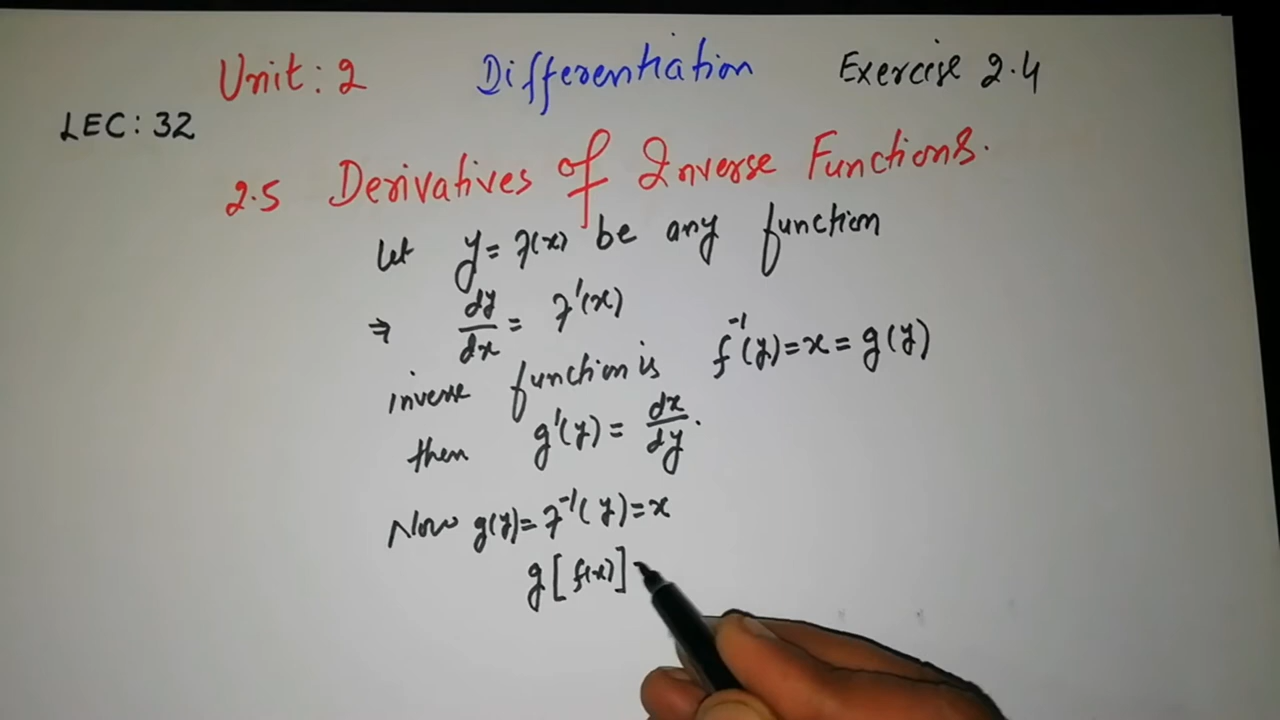 Unit: 2 Differentiation Exercise 2.4
LEC: 32
2.5 Derivatives of Inverse Functions.
Let y = f(x) be any function
⇒ dy/dx = f'(x)
inverse function is f⁻¹(y) = x = g(y)
then g'(y) = dx/dy.
Now g(y) = f⁻¹(y) = x
g[f(x)]